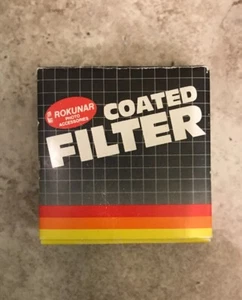 ROKUNAR
PHOTO
ACCESSORIES
COATED
FILTER